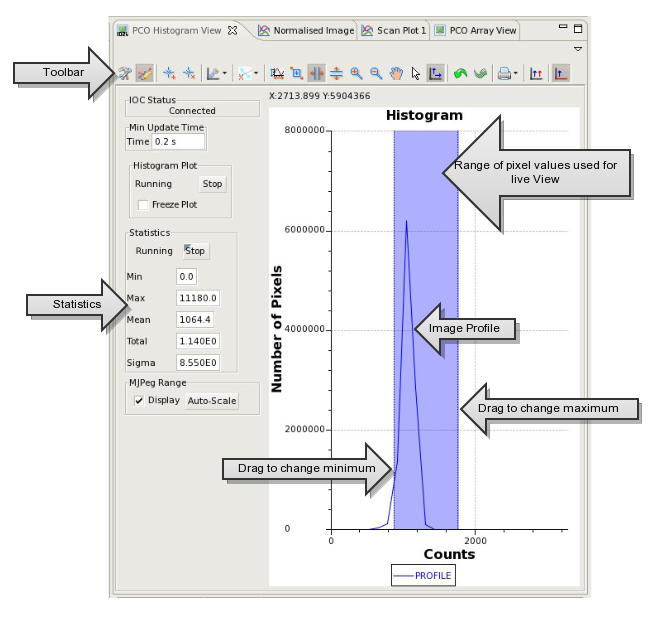 PCO Histogram View
Normalised Image
Scan Plot 1
PCO Array View
Toolbar
X:2713.899 Y:5904366
IOC Status
Connected
Min Update Time
Time 0.2 s
Histogram Plot
Running Stop
Freeze Plot
Statistics
Running Stop
Min 0.0
Max 11180.0
Mean 1064.4
Total 1.140E0
Sigma 8.550E0
MJPeg Range
Display Auto-Scale
Statistics
Histogram
8000000
6000000
4000000
2000000
0
Number of Pixels
Range of pixel values used for
live View
Image Profile
Drag to change maximum
Drag to change minimum
0 2000
Counts
PROFILE